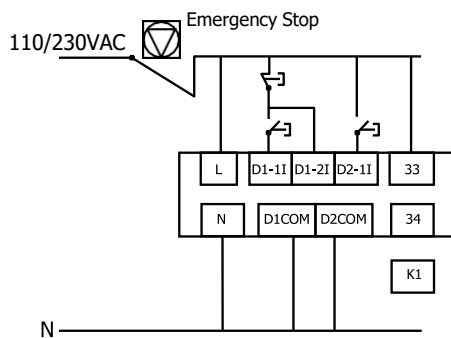 Emergency Stop
110/230VAC
L D1-1I D1-2I D2-1I 33
N D1COM D2COM 34
K1
N